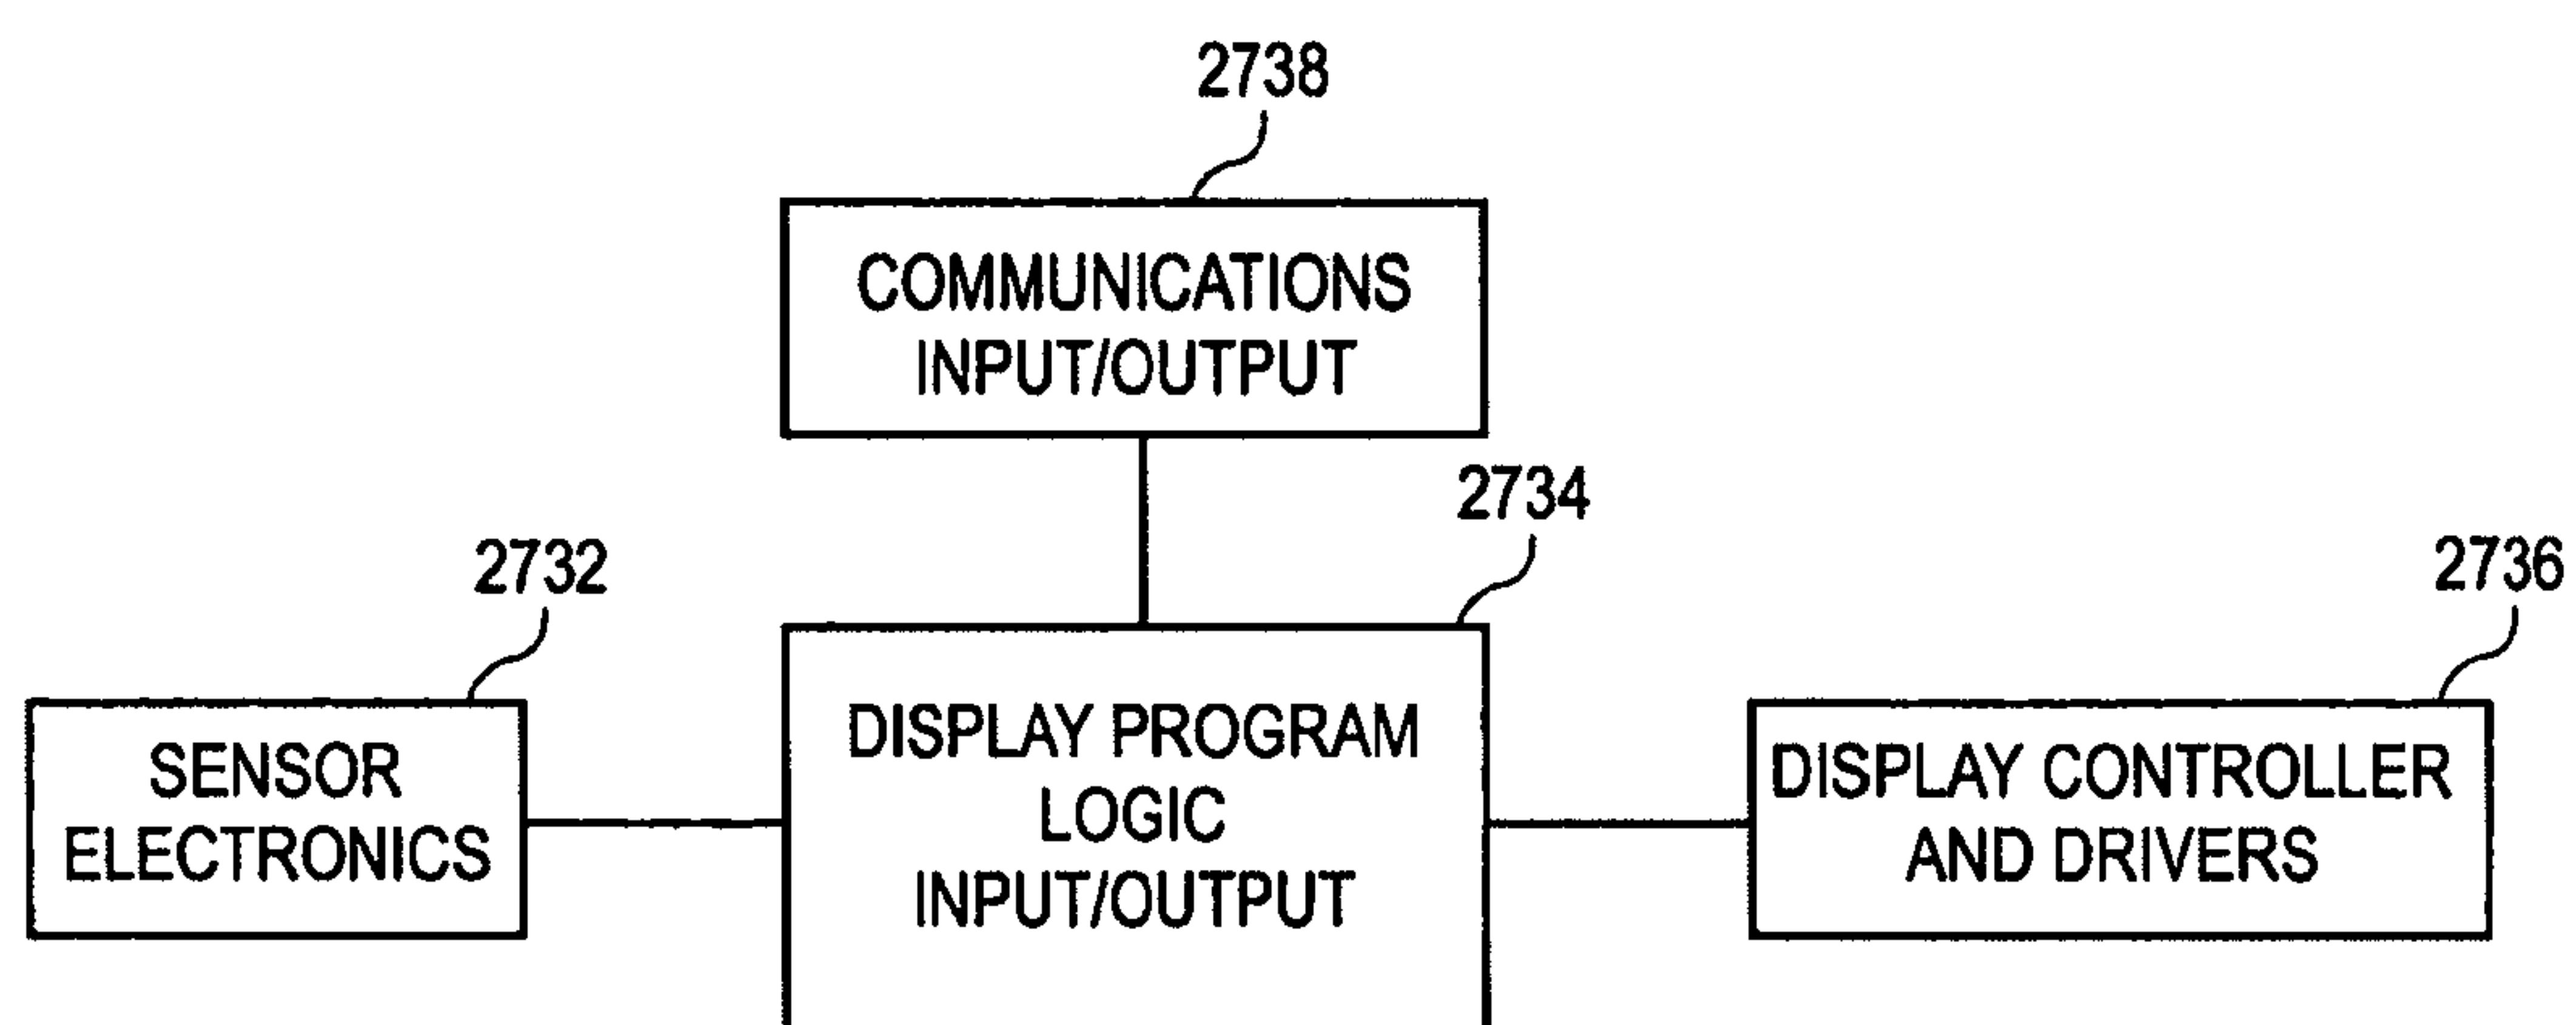 2738
COMMUNICATIONS
INPUT/OUTPUT
2734
2732
2736
SENSOR
ELECTRONICS
DISPLAY PROGRAM
LOGIC
INPUT/OUTPUT
DISPLAY CONTROLLER
AND DRIVERS